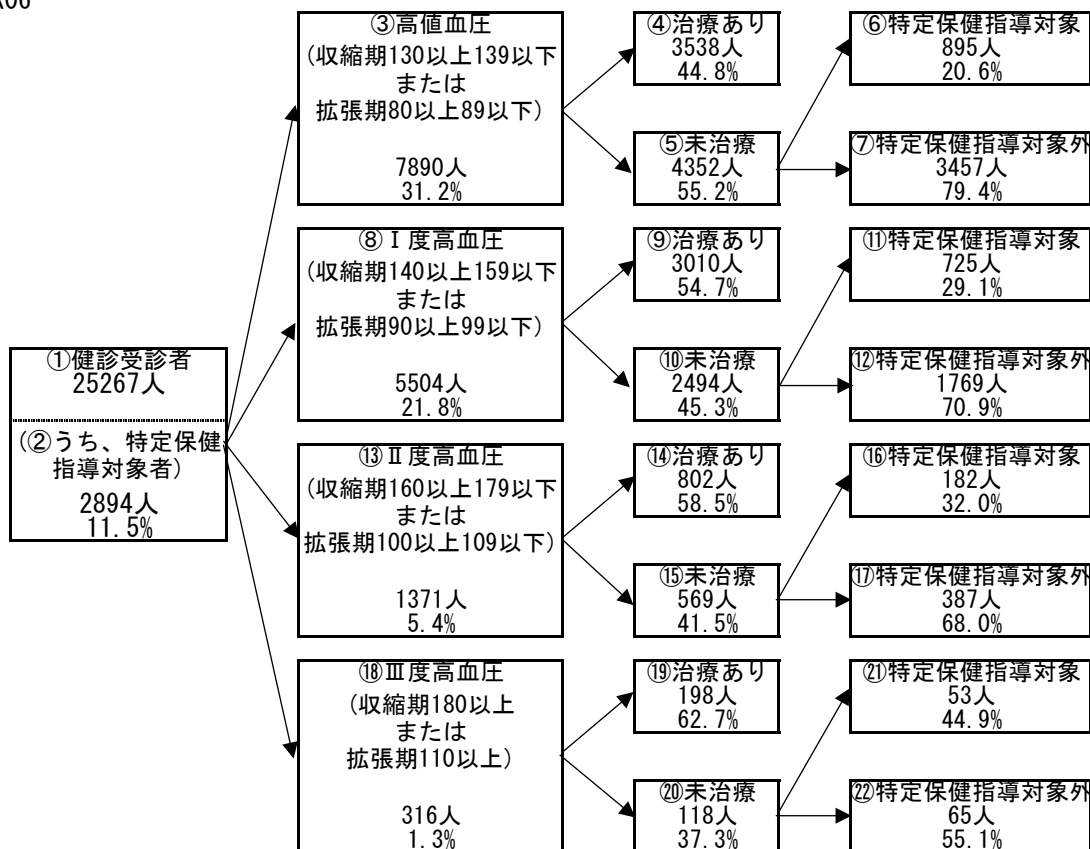 ①健診受診者
25267人
(②うち、特定保健
指導対象者)
2894人
11.5%
③高値血圧
(収縮期130以上139以下
または
拡張期80以上89以下)
7890人
31.2%
④治療あり
3538人
44.8%
⑤未治療
4352人
55.2%
⑥特定保健指導対象
895人
20.6%
⑦特定保健指導対象外
3457人
79.4%
⑧Ⅰ度高血圧
(収縮期140以上159以下
または
拡張期90以上99以下)
5504人
21.8%
⑨治療あり
3010人
54.7%
⑩未治療
2494人
45.3%
⑪特定保健指導対象
725人
29.1%
⑫特定保健指導対象外
1769人
70.9%
⑬Ⅱ度高血圧
(収縮期160以上179以下
または
拡張期100以上109以下)
1371人
5.4%
⑭治療あり
802人
58.5%
⑮未治療
569人
41.5%
⑯特定保健指導対象
182人
32.0%
⑰特定保健指導対象外
387人
68.0%
⑱Ⅲ度高血圧
(収縮期180以上
または
拡張期110以上)
316人
1.3%
⑲治療あり
198人
62.7%
⑳未治療
118人
37.3%
㉑特定保健指導対象
53人
44.9%
㉒特定保健指導対象外
65人
55.1%